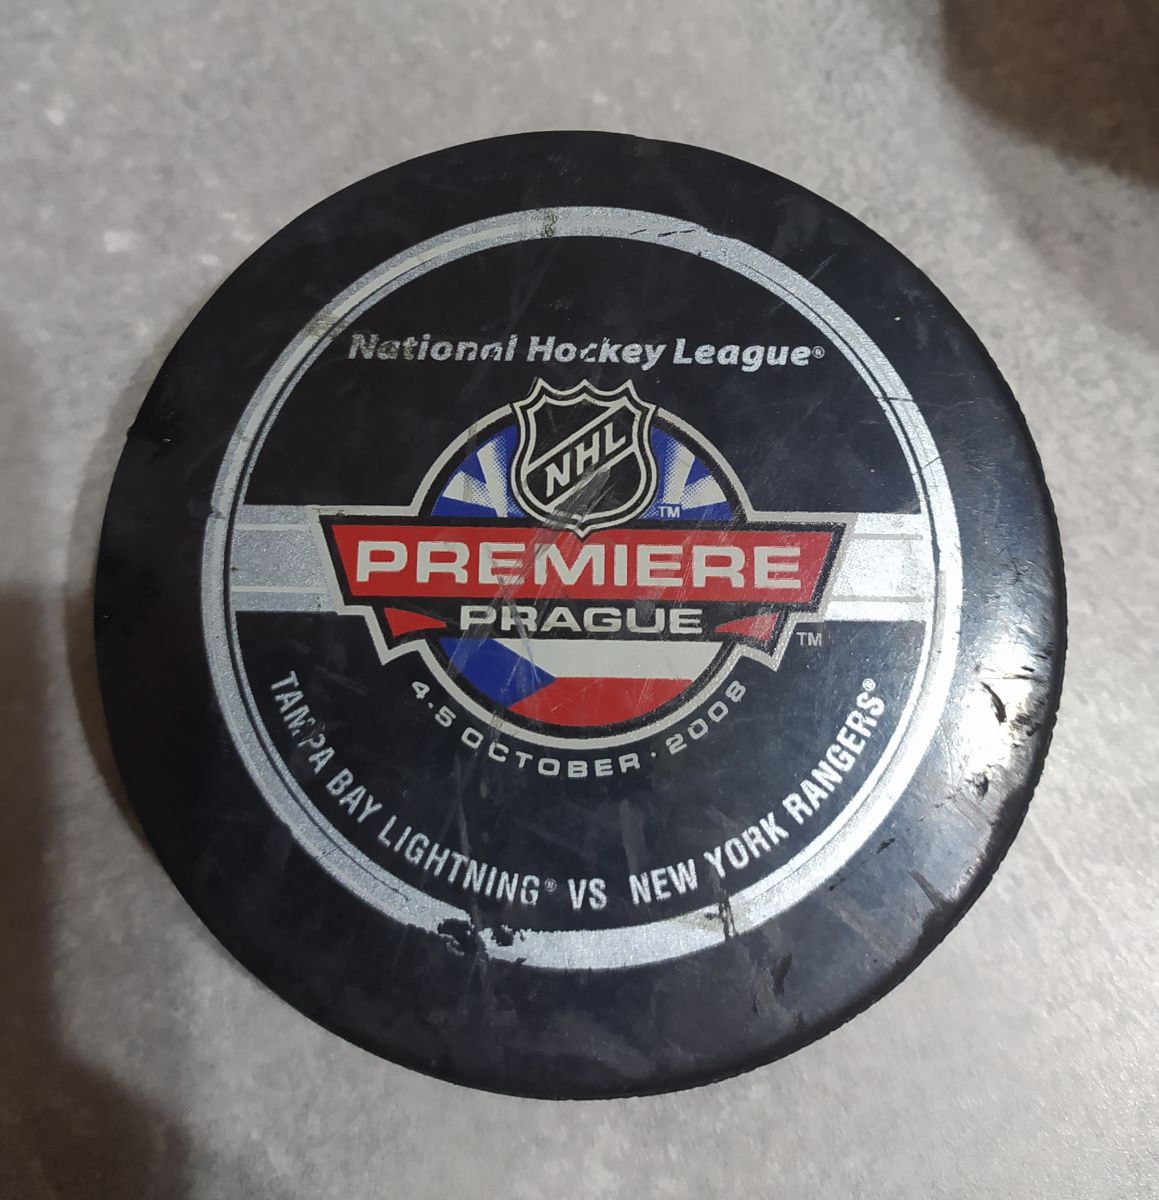 National Hockey League®
NHL
TM
PREMIERE
PRAGUE
TM
4-5 OCTOBER · 2008
TAMPA BAY LIGHTNING® VS NEW YORK RANGERS®